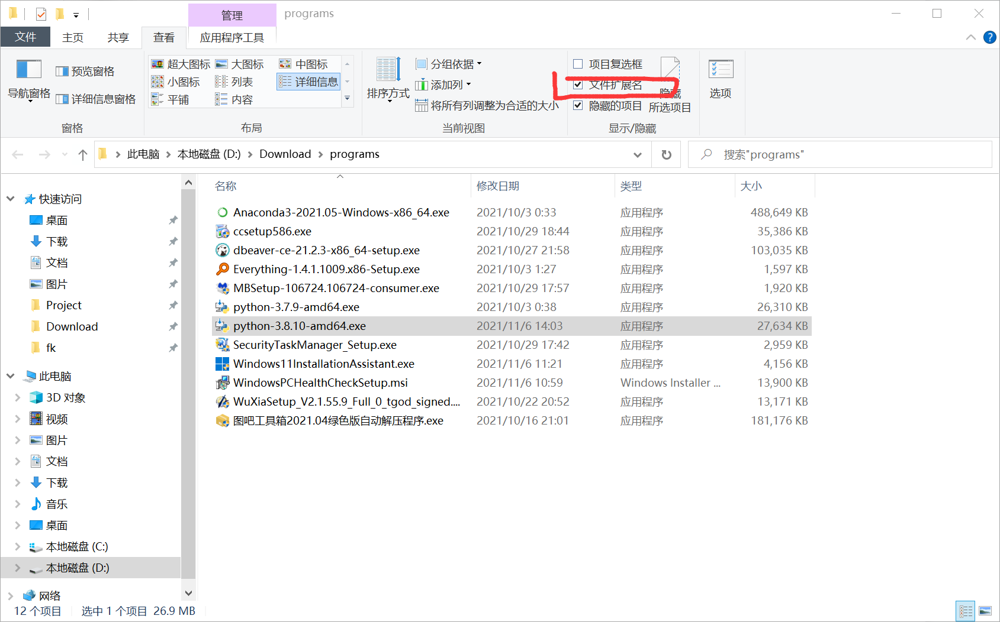 管理
programs
文件
主页
共享
查看
应用程序工具
导航窗格
预览窗格
详细信息窗格
窗格
超大图标
大图标
中图标
小图标
列表
详细信息
平铺
内容
布局
排序方式
分组依据
添加列
将所有列调整为合适的大小
当前视图
项目复选框
文件扩展名
隐藏的项目
隐藏
所选项目
显示/隐藏
选项
此电脑 本地磁盘 (D:) Download programs
搜索"programs"
快速访问
桌面
下载
文档
图片
Project
Download
fk
此电脑
3D 对象
视频
图片
文档
下载
音乐
桌面
本地磁盘 (C:)
本地磁盘 (D:)
网络
名称 修改日期 类型 大小
Anaconda3-2021.05-Windows-x86_64.exe 2021/10/3 0:33 应用程序 488,649 KB
ccsetup586.exe 2021/10/29 18:44 应用程序 35,386 KB
dbeaver-ce-21.2.3-x86_64-setup.exe 2021/10/27 21:58 应用程序 103,035 KB
Everything-1.4.1.1009.x86-Setup.exe 2021/10/3 1:27 应用程序 1,597 KB
MBSetup-106724.106724-consumer.exe 2021/10/29 17:57 应用程序 1,920 KB
python-3.7.9-amd64.exe 2021/10/3 0:38 应用程序 26,310 KB
python-3.8.10-amd64.exe 2021/11/6 14:03 应用程序 27,634 KB
SecurityTaskManager_Setup.exe 2021/10/29 17:42 应用程序 2,959 KB
Windows11InstallationAssistant.exe 2021/11/6 11:21 应用程序 4,156 KB
WindowsPCHealthCheckSetup.msi 2021/11/6 10:59 Windows Installer ... 13,900 KB
WuXiaSetup_V2.1.55.9_Full_0_tgod_signed.... 2021/10/22 20:52 应用程序 13,171 KB
图吧工具箱2021.04绿色版自动解压程序.exe 2021/10/16 21:01 应用程序 181,176 KB
12 个项目 选中 1 个项目 26.9 MB